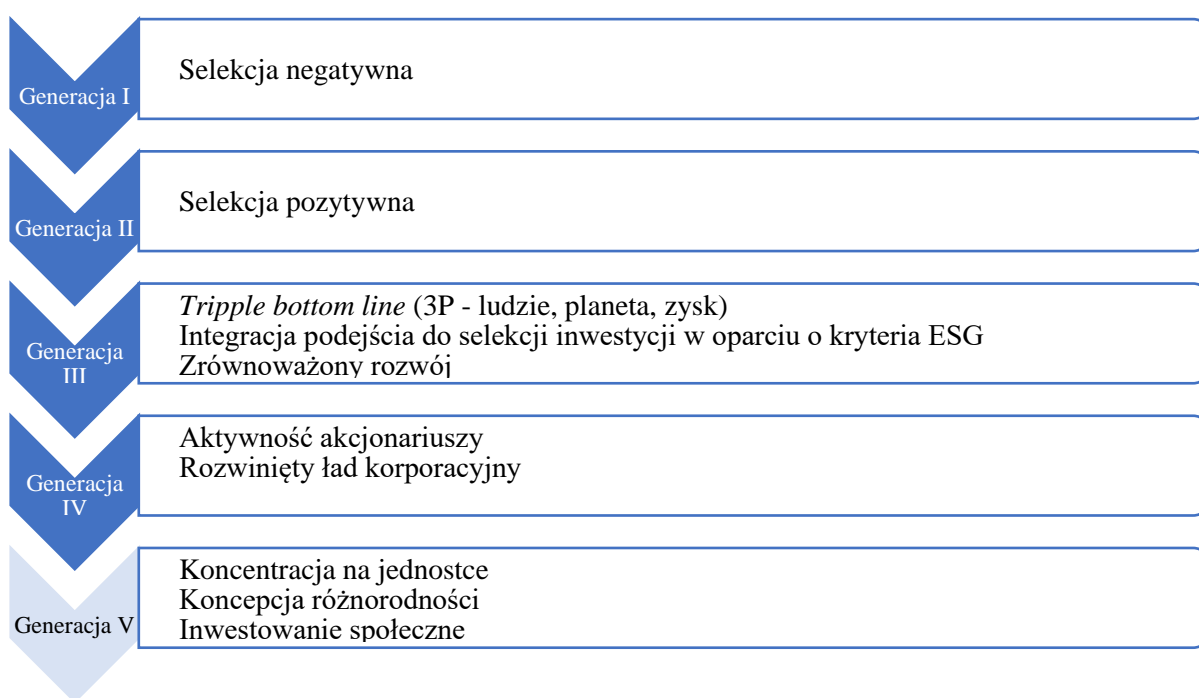 Generacja I
Selekcja negatywna
Generacja II
Selekcja pozytywna
Generacja
III
Tripple bottom line (3P - ludzie, planeta, zysk)
Integracja podejścia do selekcji inwestycji w oparciu o kryteria ESG
Zrównoważony rozwój
Generacja
IV
Aktywność akcjonariuszy
Rozwinięty ład korporacyjny
Generacja V
Koncentracja na jednostce
Koncepcja różnorodności
Inwestowanie społeczne